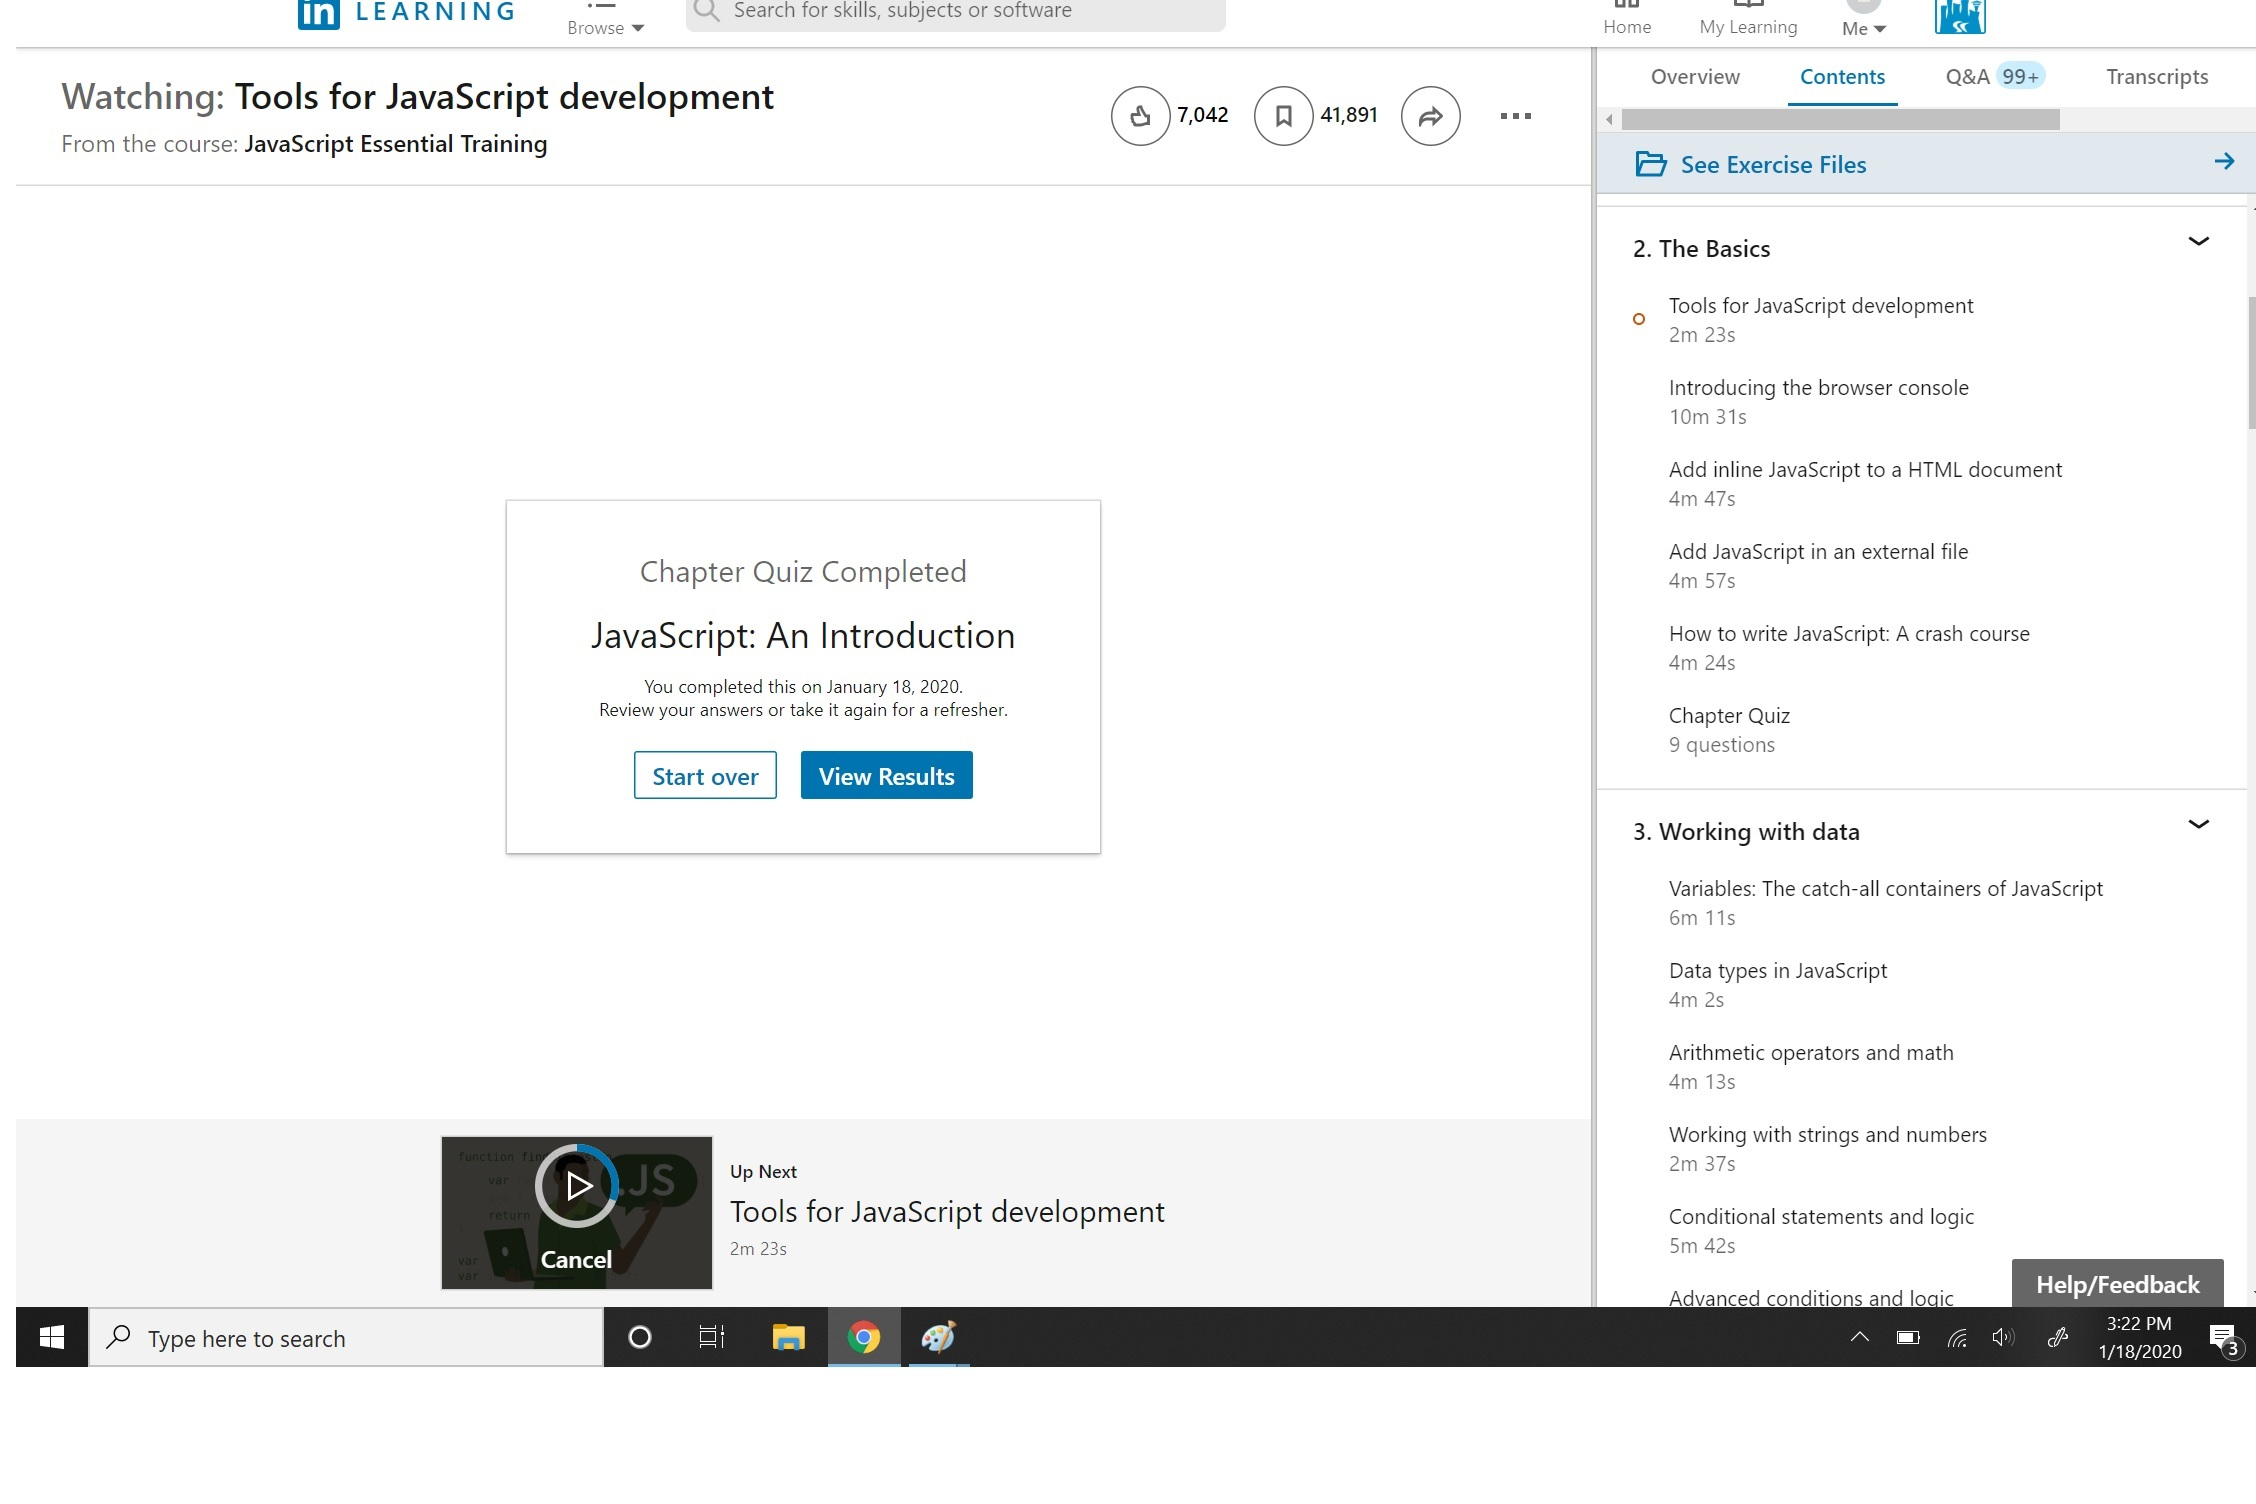 in LEARNING
Browse
Search for skills, subjects or software
Home
My Learning
Me
Watching: Tools for JavaScript development
From the course: JavaScript Essential Training
7,042
41,891
Overview
Contents
Q&A 99+
Transcripts
See Exercise Files
2. The Basics
Tools for JavaScript development
2m 23s
Introducing the browser console
10m 31s
Add inline JavaScript to a HTML document
4m 47s
Add JavaScript in an external file
4m 57s
How to write JavaScript: A crash course
4m 24s
Chapter Quiz
9 questions
3. Working with data
Variables: The catch-all containers of JavaScript
6m 11s
Data types in JavaScript
4m 2s
Arithmetic operators and math
4m 13s
Working with strings and numbers
2m 37s
Conditional statements and logic
5m 42s
Advanced conditions and logic
Help/Feedback
Chapter Quiz Completed
JavaScript: An Introduction
You completed this on January 18, 2020.
Review your answers or take it again for a refresher.
Start over
View Results
function
var
return
var
var
.JS
Cancel
Up Next
Tools for JavaScript development
2m 23s
Type here to search
3:22 PM
1/18/2020
3